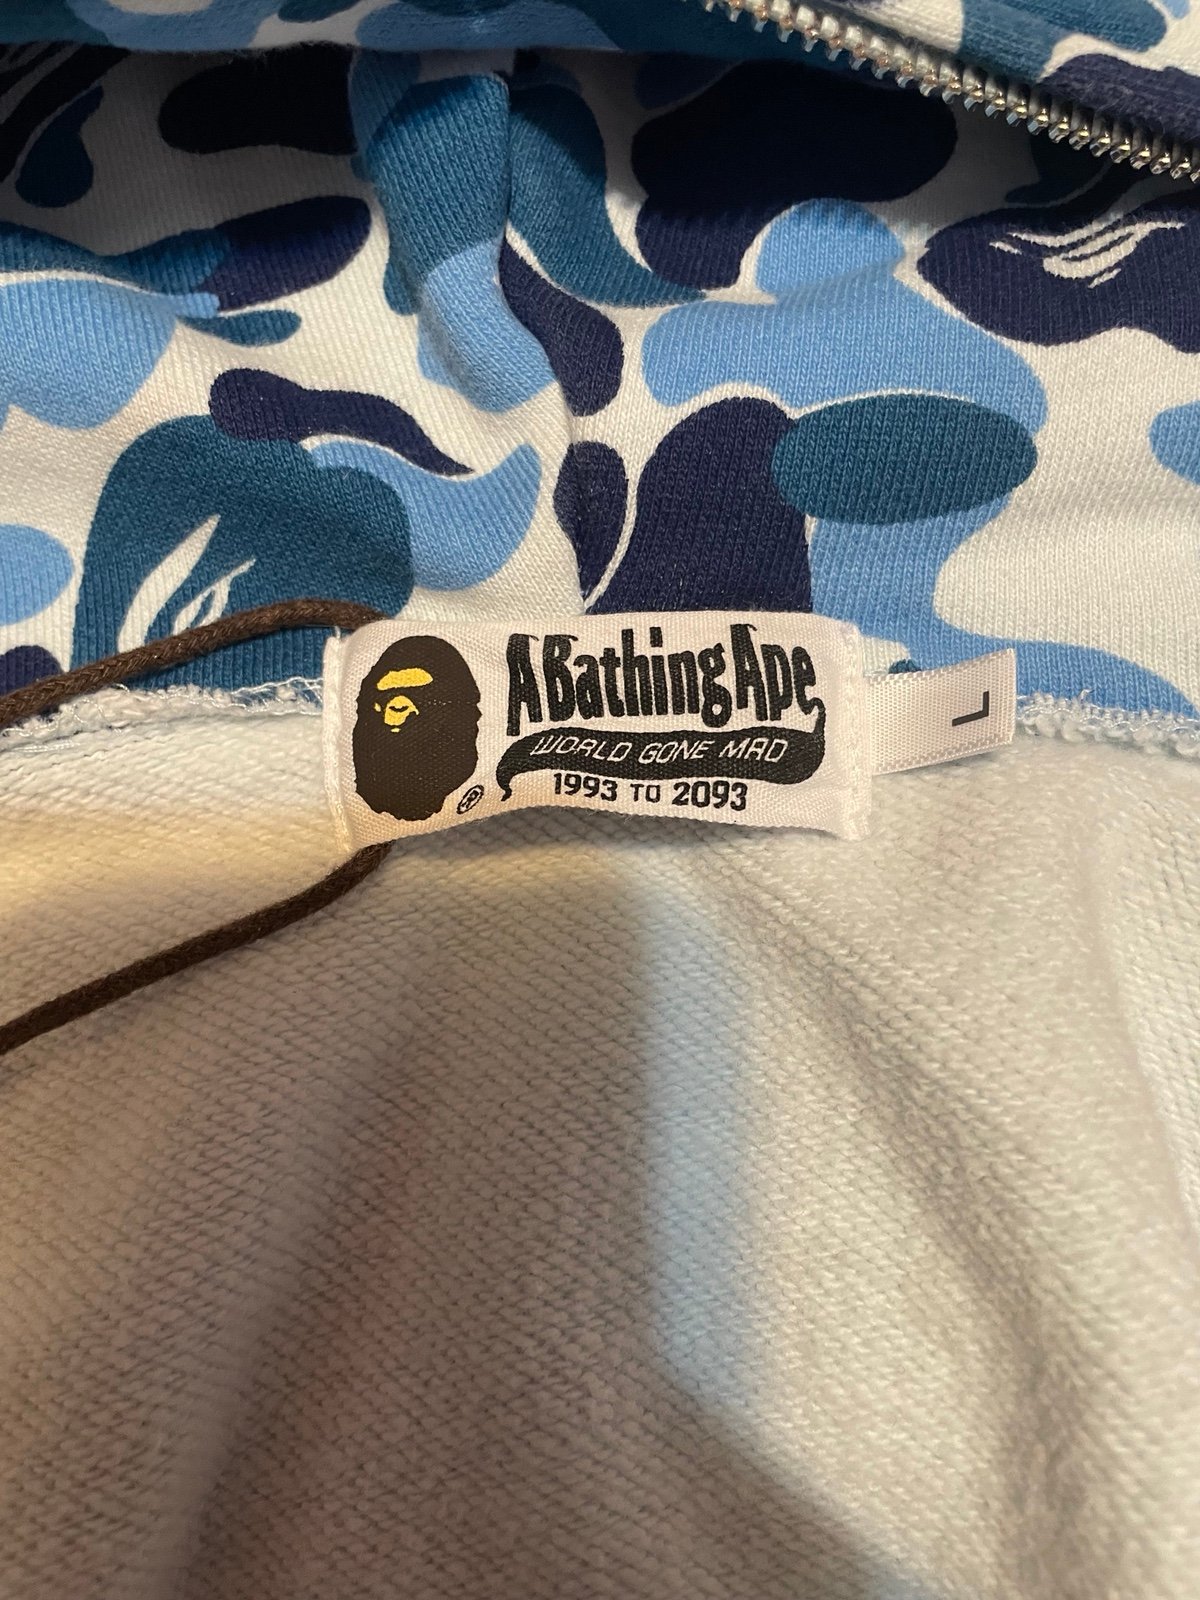 A Bathing Ape
WORLD GONE MAD
1993 TO 2093
®
L